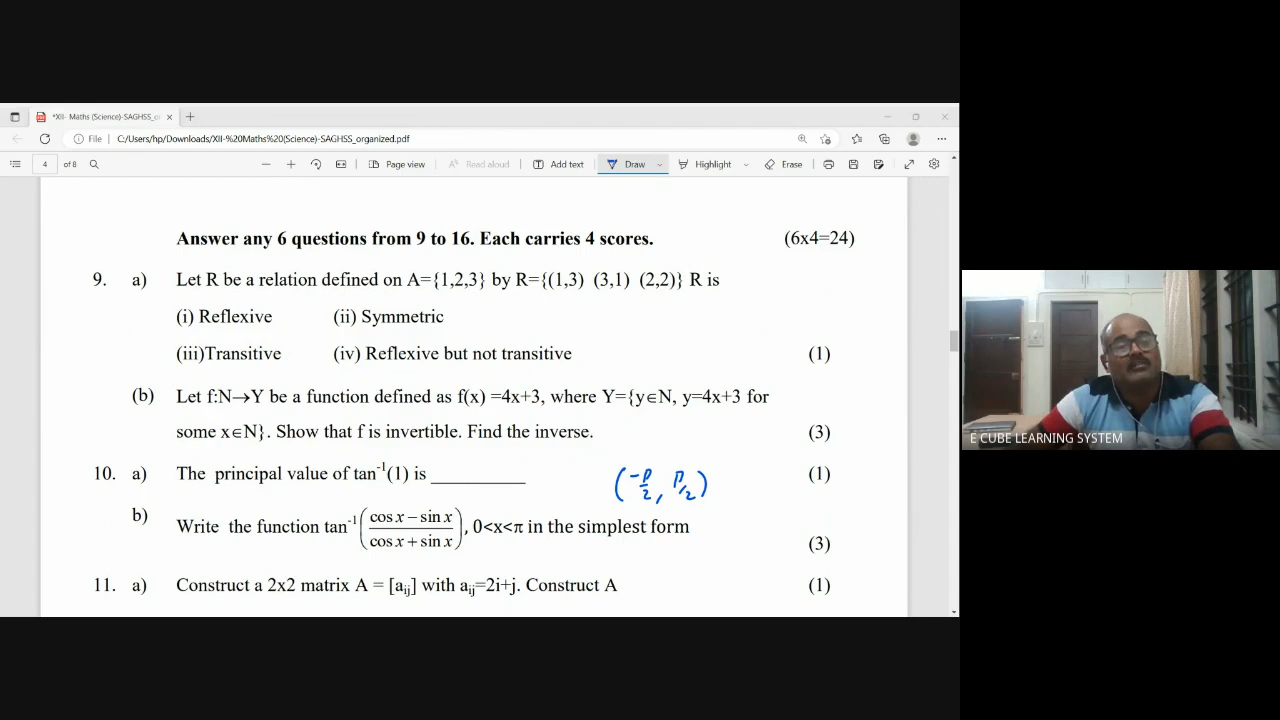 *XII- Maths (Science)-SAGHSS_o
File
C:/Users/hp/Downloads/XII-%20Maths%20(Science)-SAGHSS_organized.pdf
4 of 8 Page view Read aloud Add text Draw Highlight Erase
Answer any 6 questions from 9 to 16. Each carries 4 scores. (6x4=24)
9. a) Let R be a relation defined on A={1,2,3} by R={(1,3) (3,1) (2,2)} R is
(i) Reflexive (ii) Symmetric
(iii)Transitive (iv) Reflexive but not transitive (1)
(b) Let f:N→Y be a function defined as f(x) =4x+3, where Y={y∈N, y=4x+3 for
some x∈N}. Show that f is invertible. Find the inverse. (3)
10. a) The principal value of tan⁻¹(1) is ________ (-π/2, π/2) (1)
b) Write the function tan⁻¹((cos x − sin x)/(cos x + sin x)), 0<x<π in the simplest form (3)
11. a) Construct a 2x2 matrix A = [aᵢⱼ] with aᵢⱼ=2i+j. Construct A (1)
E CUBE LEARNING SYSTEM